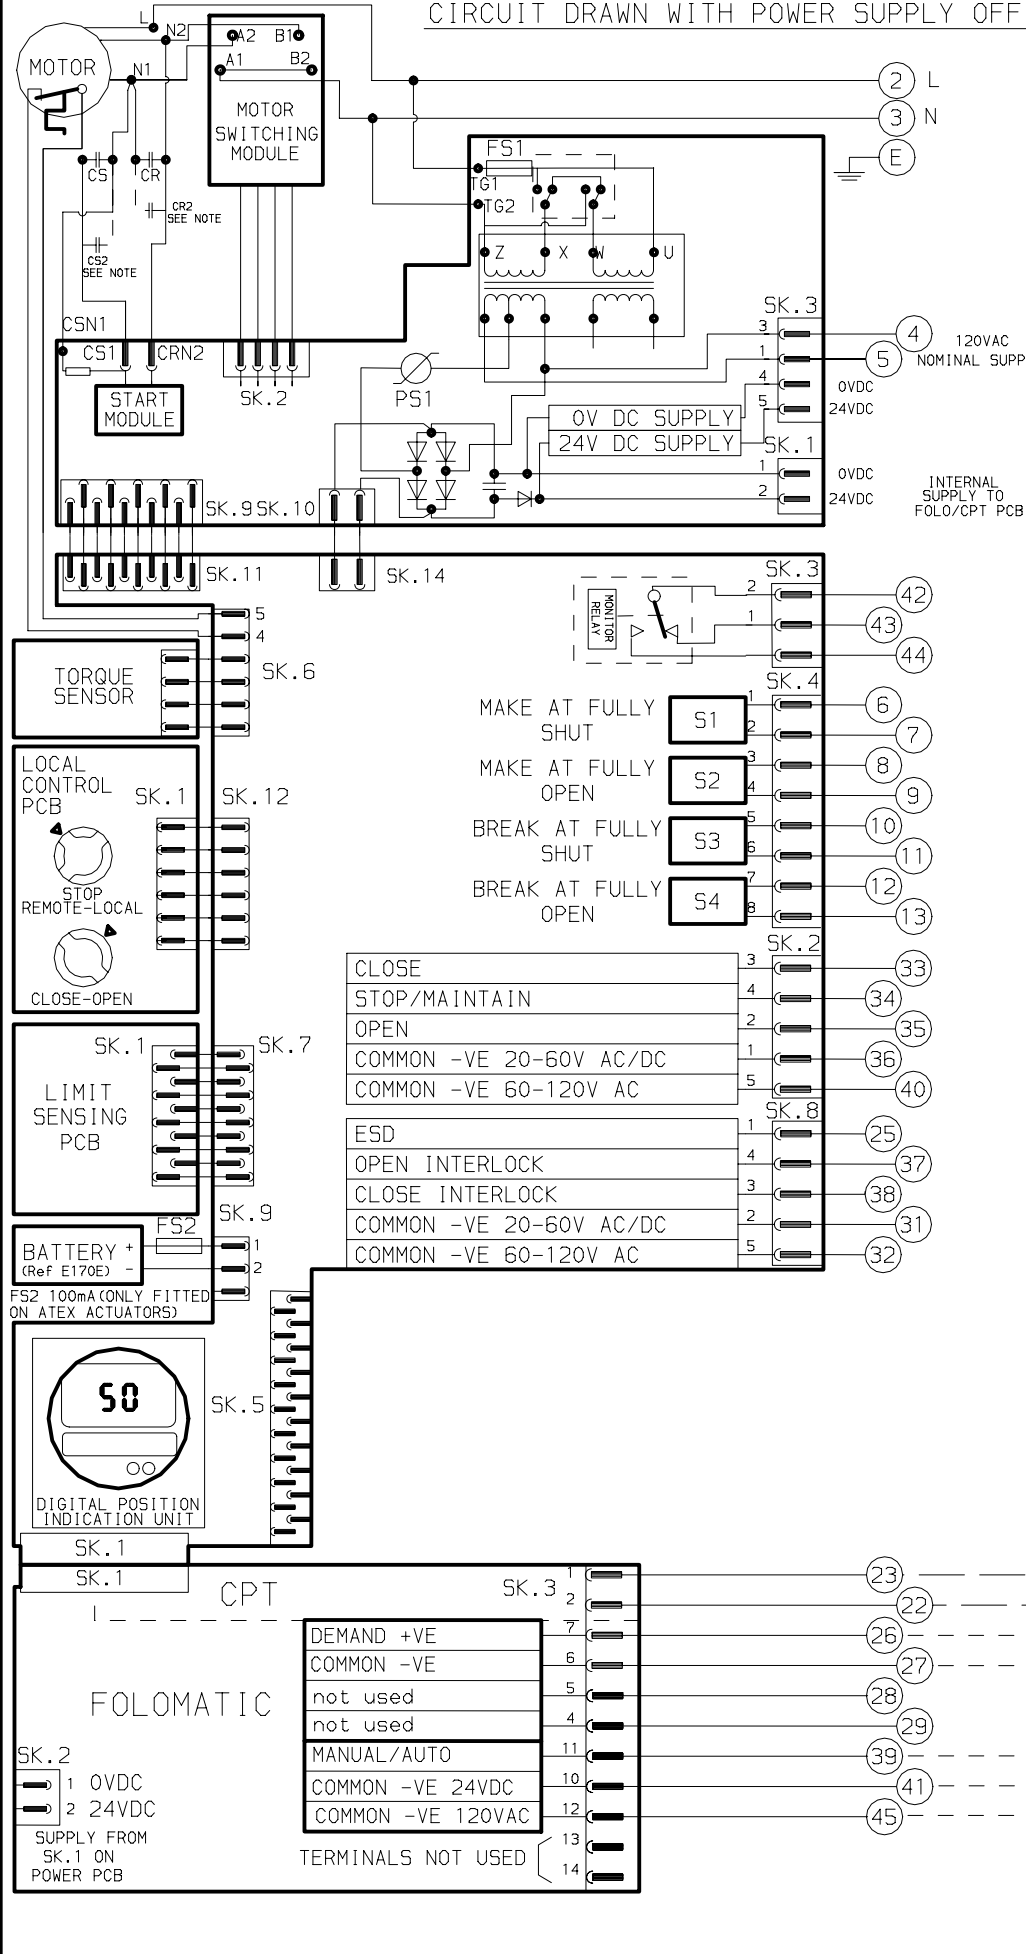 CIRCUIT DRAWN WITH POWER SUPPLY OFF
L
N2
A2
B1
MOTOR
N1
A1
B2
2 L
3 N
E
MOTOR
SWITCHING
MODULE
CS
CR
FS1
TG1
TG2
CR2
SEE NOTE
CS2
SEE NOTE
Z
X
W
U
SK.3
CSN1
CS1
CRN2
3
4
120VAC
NOMINAL SUPP
1
5
START
MODULE
SK.2
PS1
4
0VDC
5
24VDC
0V DC SUPPLY
24V DC SUPPLY
SK.1
1
0VDC
2
24VDC
INTERNAL
SUPPLY TO
FOLO/CPT PCB
SK.9
SK.10
SK.11
SK.14
SK.3
MONITOR
RELAY
2
42
1
43
44
5
4
SK.6
TORQUE
SENSOR
SK.4
MAKE AT FULLY
SHUT
S1
1
6
2
7
MAKE AT FULLY
OPEN
S2
3
8
4
9
BREAK AT FULLY
SHUT
S3
5
10
6
11
BREAK AT FULLY
OPEN
S4
7
12
8
13
LOCAL
CONTROL
PCB
SK.1
SK.12
STOP
REMOTE-LOCAL
CLOSE-OPEN
SK.2
CLOSE
3
33
STOP/MAINTAIN
4
34
OPEN
2
35
COMMON -VE 20-60V AC/DC
1
36
COMMON -VE 60-120V AC
5
40
SK.1
SK.7
LIMIT
SENSING
PCB
SK.8
ESD
1
25
OPEN INTERLOCK
4
37
CLOSE INTERLOCK
3
38
COMMON -VE 20-60V AC/DC
2
31
COMMON -VE 60-120V AC
5
32
SK.9
FS2
BATTERY +
(Ref E170E) -
1
2
FS2 100mA(ONLY FITTED
ON ATEX ACTUATORS)
50
SK.5
DIGITAL POSITION
INDICATION UNIT
SK.1
SK.1
CPT
SK.3
1
23
2
22
DEMAND +VE
7
26
COMMON -VE
6
27
FOLOMATIC
not used
5
28
not used
4
29
MANUAL/AUTO
11
39
COMMON -VE 24VDC
10
41
COMMON -VE 120VAC
12
45
SK.2
1 0VDC
2 24VDC
SUPPLY FROM
SK.1 ON
POWER PCB
TERMINALS NOT USED
13
14